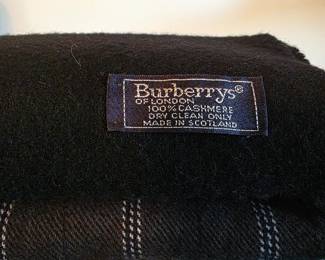 Burberrys®
OF LONDON
100% CASHMERE
DRY CLEAN ONLY
MADE IN SCOTLAND